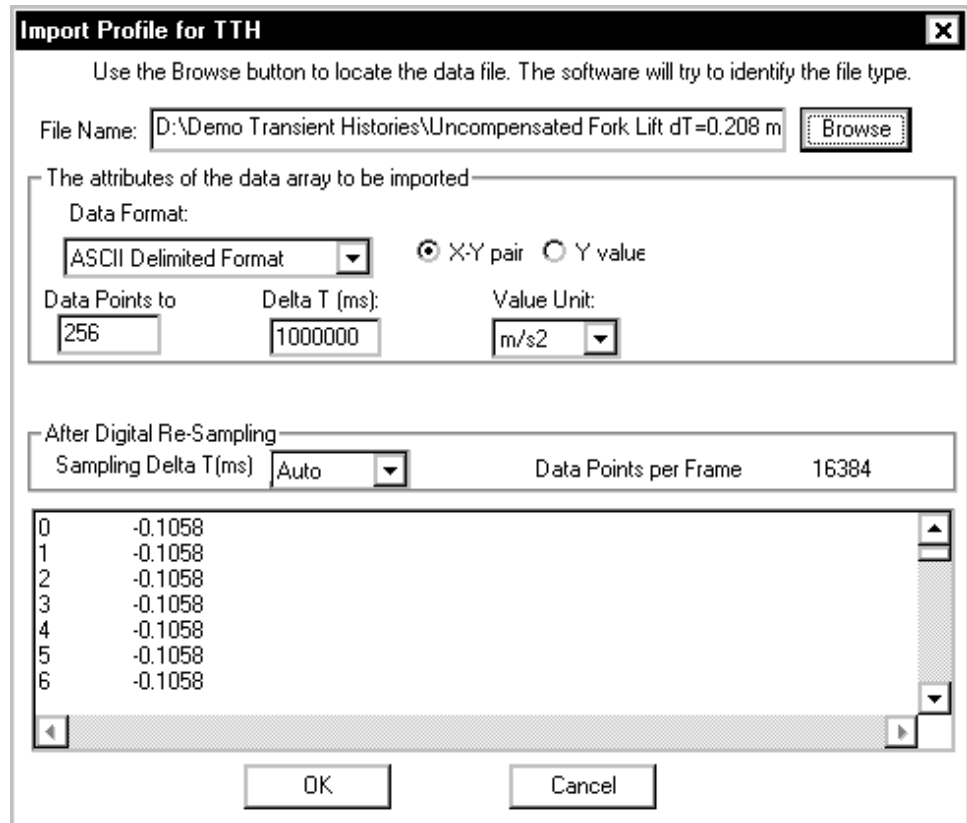 Import Profile for TTH
Use the Browse button to locate the data file. The software will try to identify the file type.
File Name: D:\Demo Transient Histories\Uncompensated Fork Lift dT=0.208 m Browse
The attributes of the data array to be imported
Data Format:
ASCII Delimited Format X-Y pair Y value
Data Points to Delta T (ms): Value Unit:
256 1000000 m/s2
After Digital Re-Sampling
Sampling Delta T(ms) Auto Data Points per Frame 16384
0 -0.1058
1 -0.1058
2 -0.1058
3 -0.1058
4 -0.1058
5 -0.1058
6 -0.1058
OK Cancel